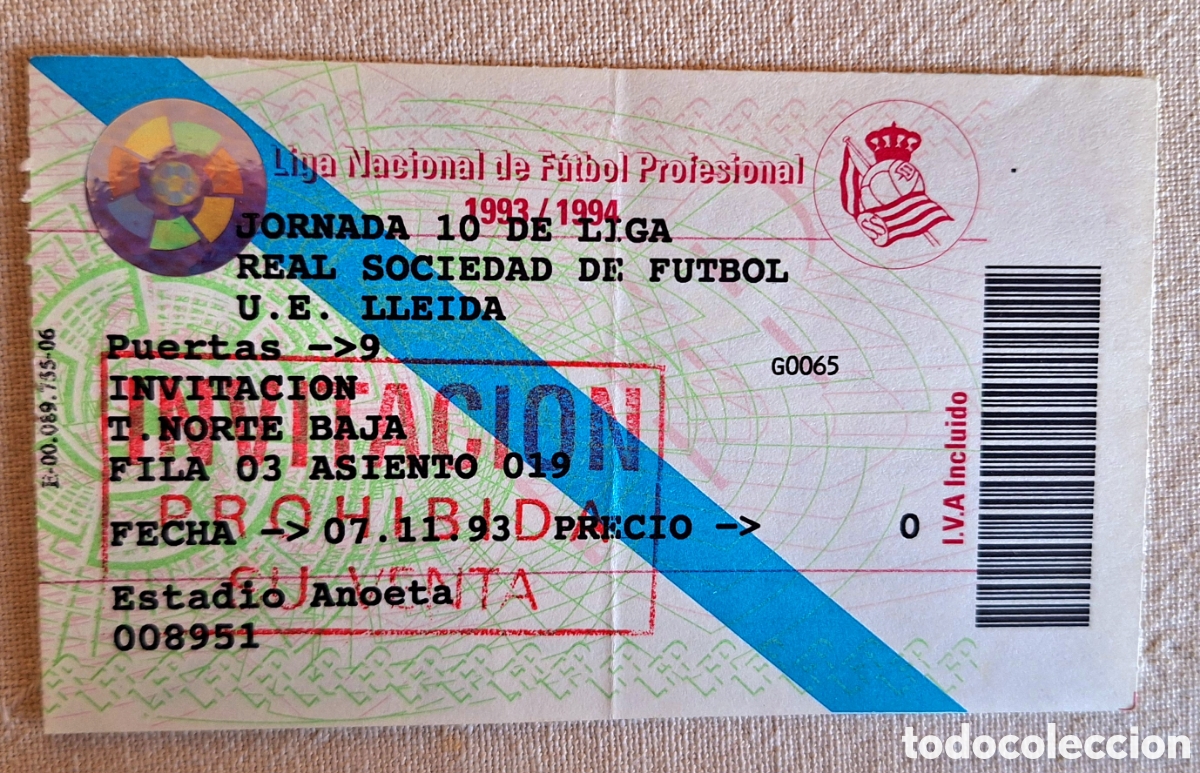 Liga Nacional de Fútbol Profesional
1993/1994
JORNADA 10 DE LIGA
REAL SOCIEDAD DE FUTBOL
U.E. LLEIDA
Puertas ->9
G0065
INVITACION
INVITACION
T.NORTE BAJA
FILA 03 ASIENTO 019
PROHIBIDA
FECHA -> 07.11.93 PRECIO -> 0
SU VENTA
Estadio Anoeta
008951
I.V.A Incluido
todocoleccion